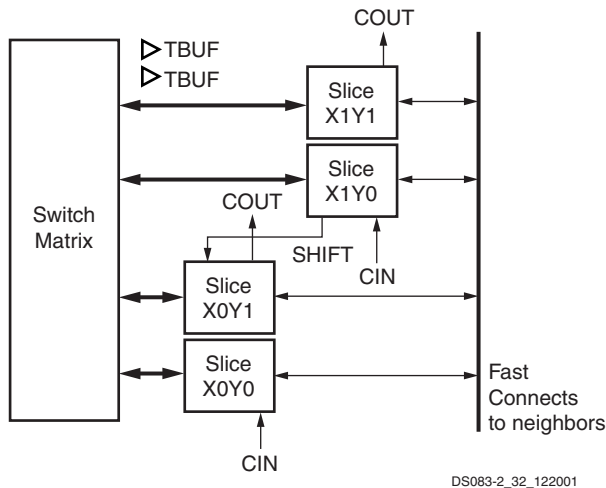 COUT
TBUF
TBUF
Slice
X1Y1
Slice
X1Y0
Switch
Matrix
COUT
SHIFT
CIN
Slice
X0Y1
Slice
X0Y0
Fast
Connects
to neighbors
CIN
DS083-2_32_122001